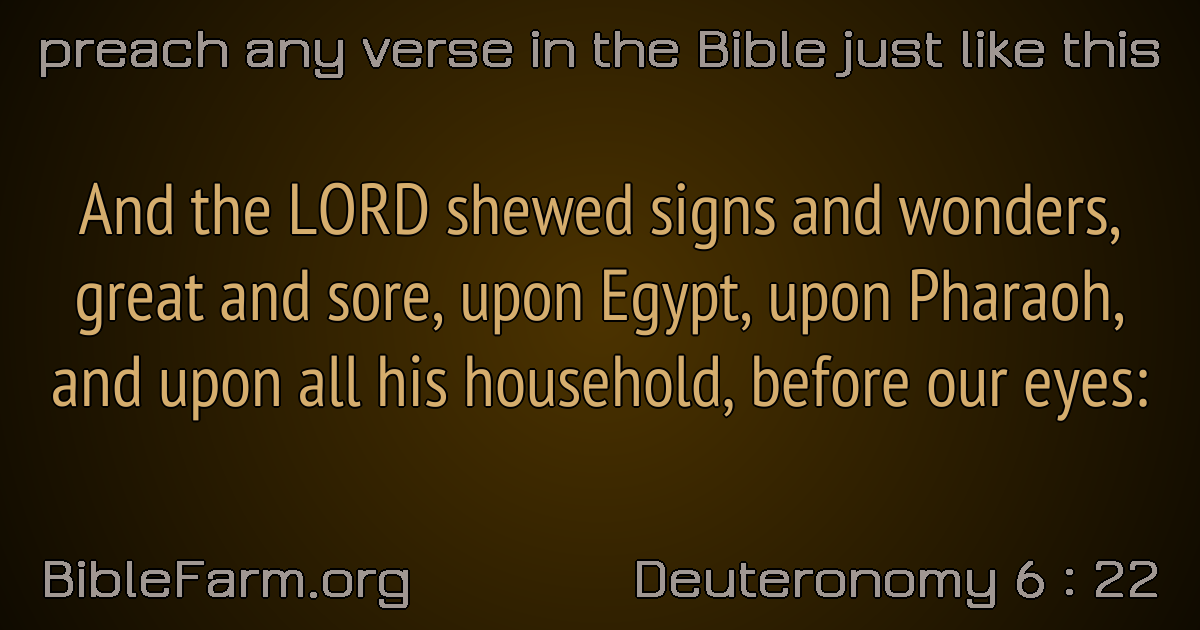 preach any verse in the Bible just like this
And the LORD shewed signs and wonders,
great and sore, upon Egypt, upon Pharaoh,
and upon all his household, before our eyes:
BibleFarm.org
Deuteronomy 6 : 22